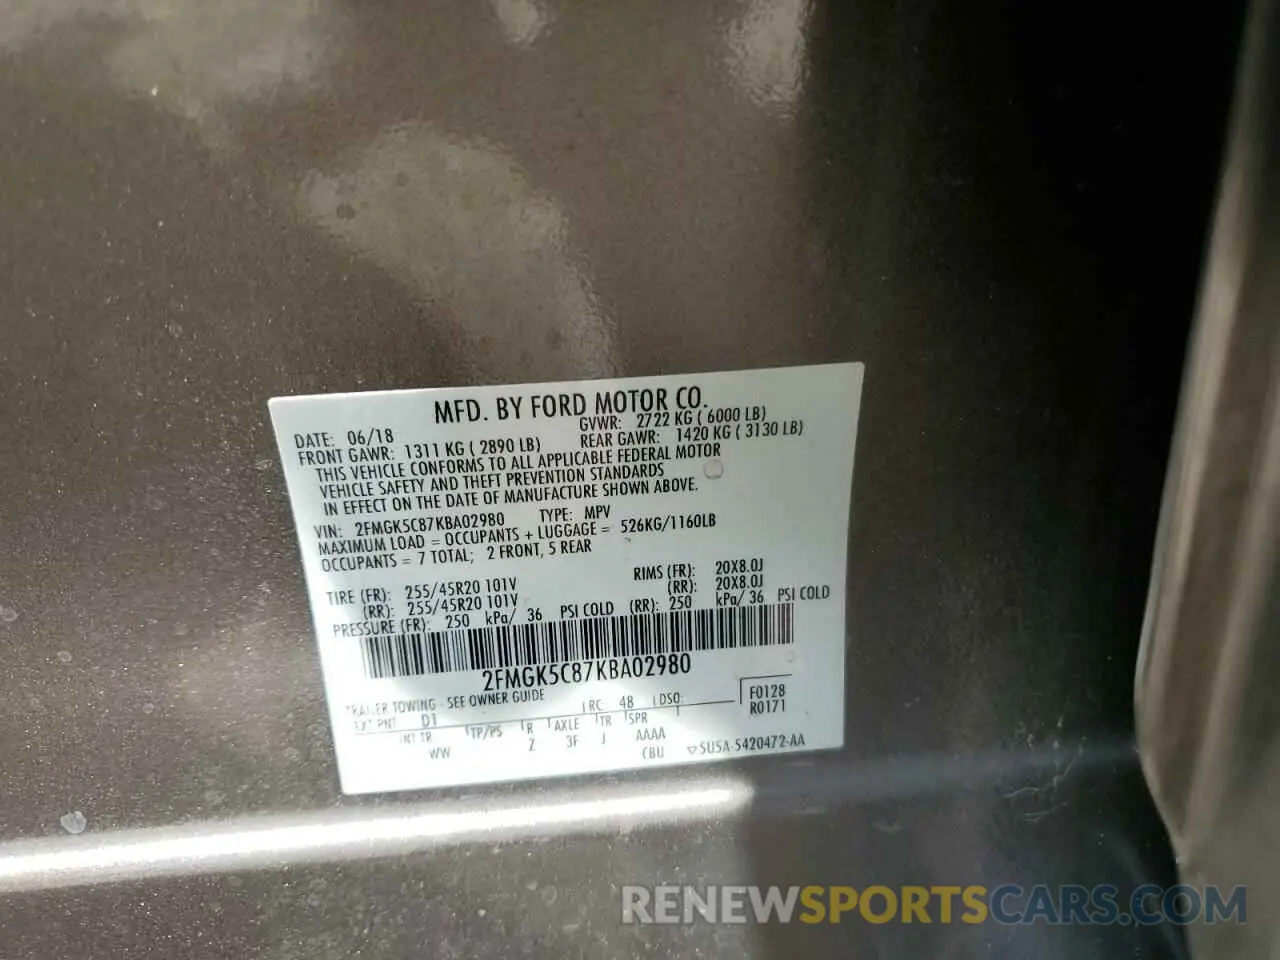 MFD. BY FORD MOTOR CO.
DATE: 06/18 GVWR: 2722 KG ( 6000 LB)
FRONT GAWR: 1311 KG ( 2890 LB) REAR GAWR: 1420 KG ( 3130 LB)
THIS VEHICLE CONFORMS TO ALL APPLICABLE FEDERAL MOTOR
VEHICLE SAFETY AND THEFT PREVENTION STANDARDS
IN EFFECT ON THE DATE OF MANUFACTURE SHOWN ABOVE.
VIN: 2FMGK5C87KBA02980 TYPE: MPV
MAXIMUM LOAD = OCCUPANTS + LUGGAGE = 526KG/1160LB
OCCUPANTS = 7 TOTAL; 2 FRONT, 5 REAR
TIRE (FR): 255/45R20 101V RIMS (FR): 20X8.0J
(RR): 255/45R20 101V (RR): 20X8.0J
PRESSURE (FR): 250 kPa/ 36 PSI COLD (RR): 250 kPa/ 36 PSI COLD
2FMGK5C87KBA02980
TRAILER TOWING - SEE OWNER GUIDE
EXT PNT D1 RC 48 DSO F0128
R0171
INT TR TP/PS R AXLE TR SPR
WW Z 3F J AAAA
CBU 5U5A-5420472-AA
RENEWSPORTSCARS.COM